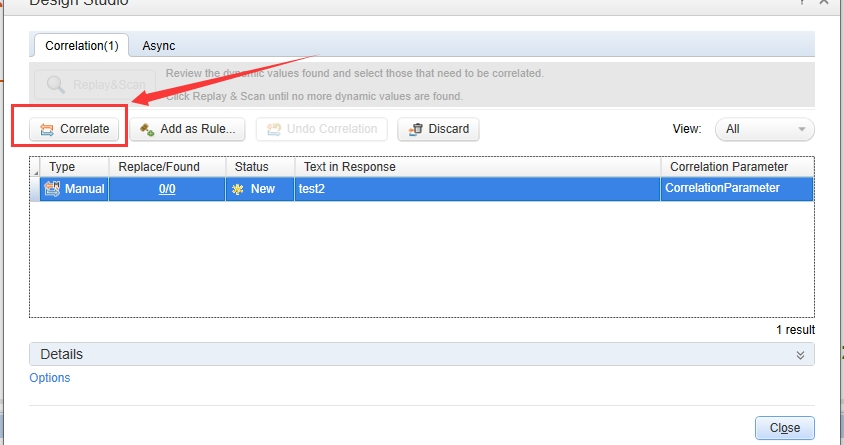 Design Studio
Correlation(1) Async
Replay&Scan
Review the dynamic values found and select those that need to be correlated.
Click Replay & Scan until no more dynamic values are found.
Correlate Add as Rule... Undo Correlation Discard View: All
Type Replace/Found Status Text in Response Correlation Parameter
Manual 0/0 New test2 CorrelationParameter
1 result
Details
Options
Close